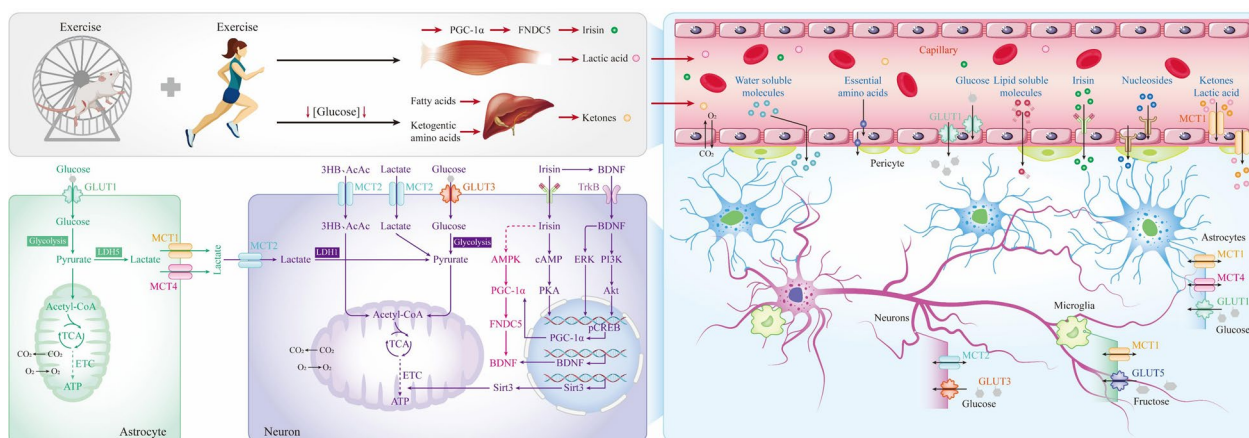 Exercise
Exercise
PGC-1α
FNDC5
Irisin
Lactic acid
[Glucose]
Fatty acids
Ketogentic
amino acids
Ketones
Capillary
Water soluble
molecules
Essential
amino acids
Glucose
Lipid soluble
molecules
Irisin
Nucleosides
Ketones
Lactic acid
MCT1
GLUT1
O₂
CO₂
Pericyte
Astrocytes
MCT1
MCT4
GLUT1
Glucose
Microglia
MCT1
GLUT5
Fructose
Neurons
MCT2
GLUT3
Glucose
Glucose
GLUT1
Glucose
Glycolysis
Pyrurate
LDH5
Lactate
MCT1
MCT4
Lactate
Acetyl-CoA
TCA
CO₂
CO₂
O₂
O₂
ETC
ATP
Astrocyte
3HB、AcAc
Lactate
Glucose
MCT2
MCT2
GLUT3
3HB、AcAc
Lactate
Glucose
MCT2
Lactate
LDH1
Glycolysis
Pyrurate
Acetyl-CoA
TCA
CO₂
CO₂
O₂
O₂
ETC
ATP
Irisin
BDNF
TrkB
Irisin
BDNF
AMPK
cAMP
ERK
PI3K
PGC-1α
PKA
Akt
FNDC5
pCREB
PGC-1α
BDNF
BDNF
Sirt3
Sirt3
Neuron